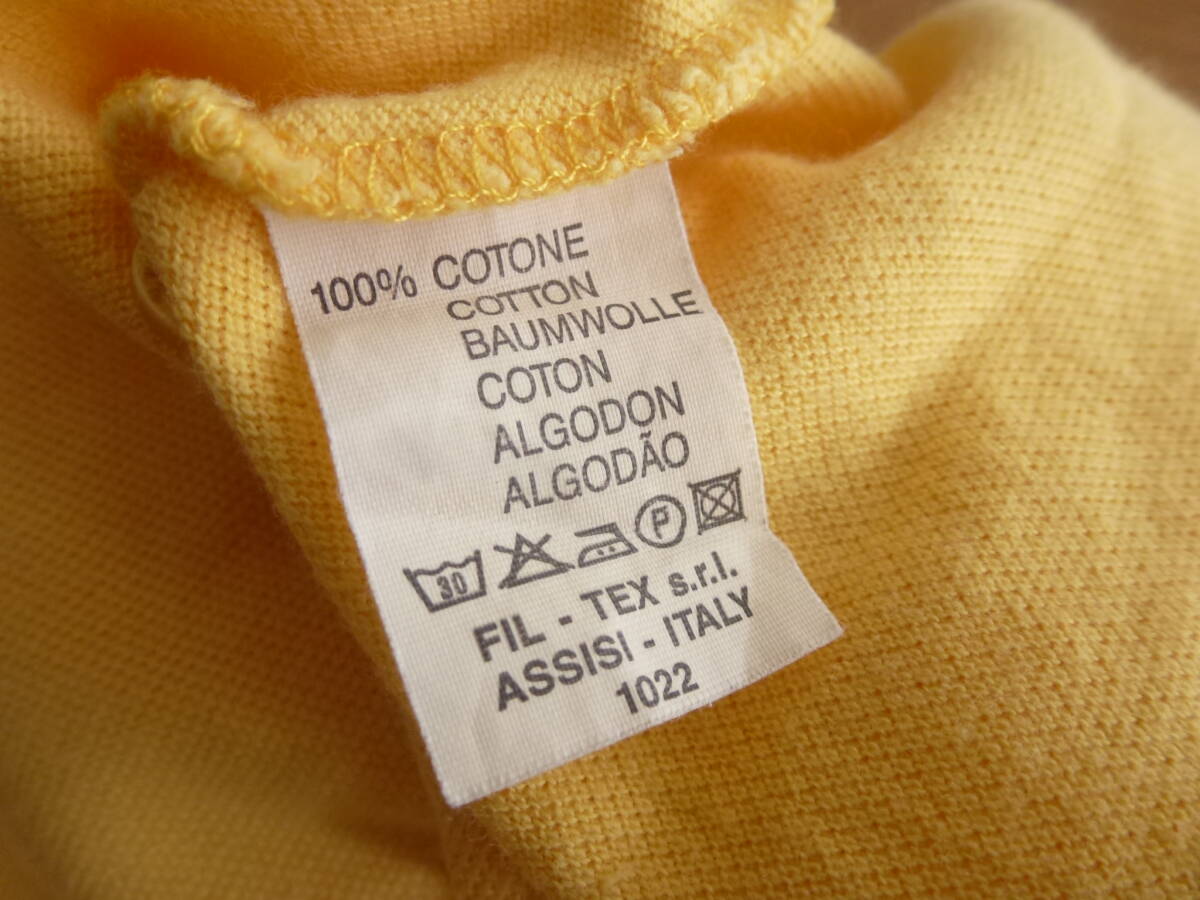 100% COTONE
COTTON
BAUMWOLLE
COTON
ALGODON
ALGODÃO
30 P
FIL - TEX s.r.l.
ASSISI - ITALY
1022